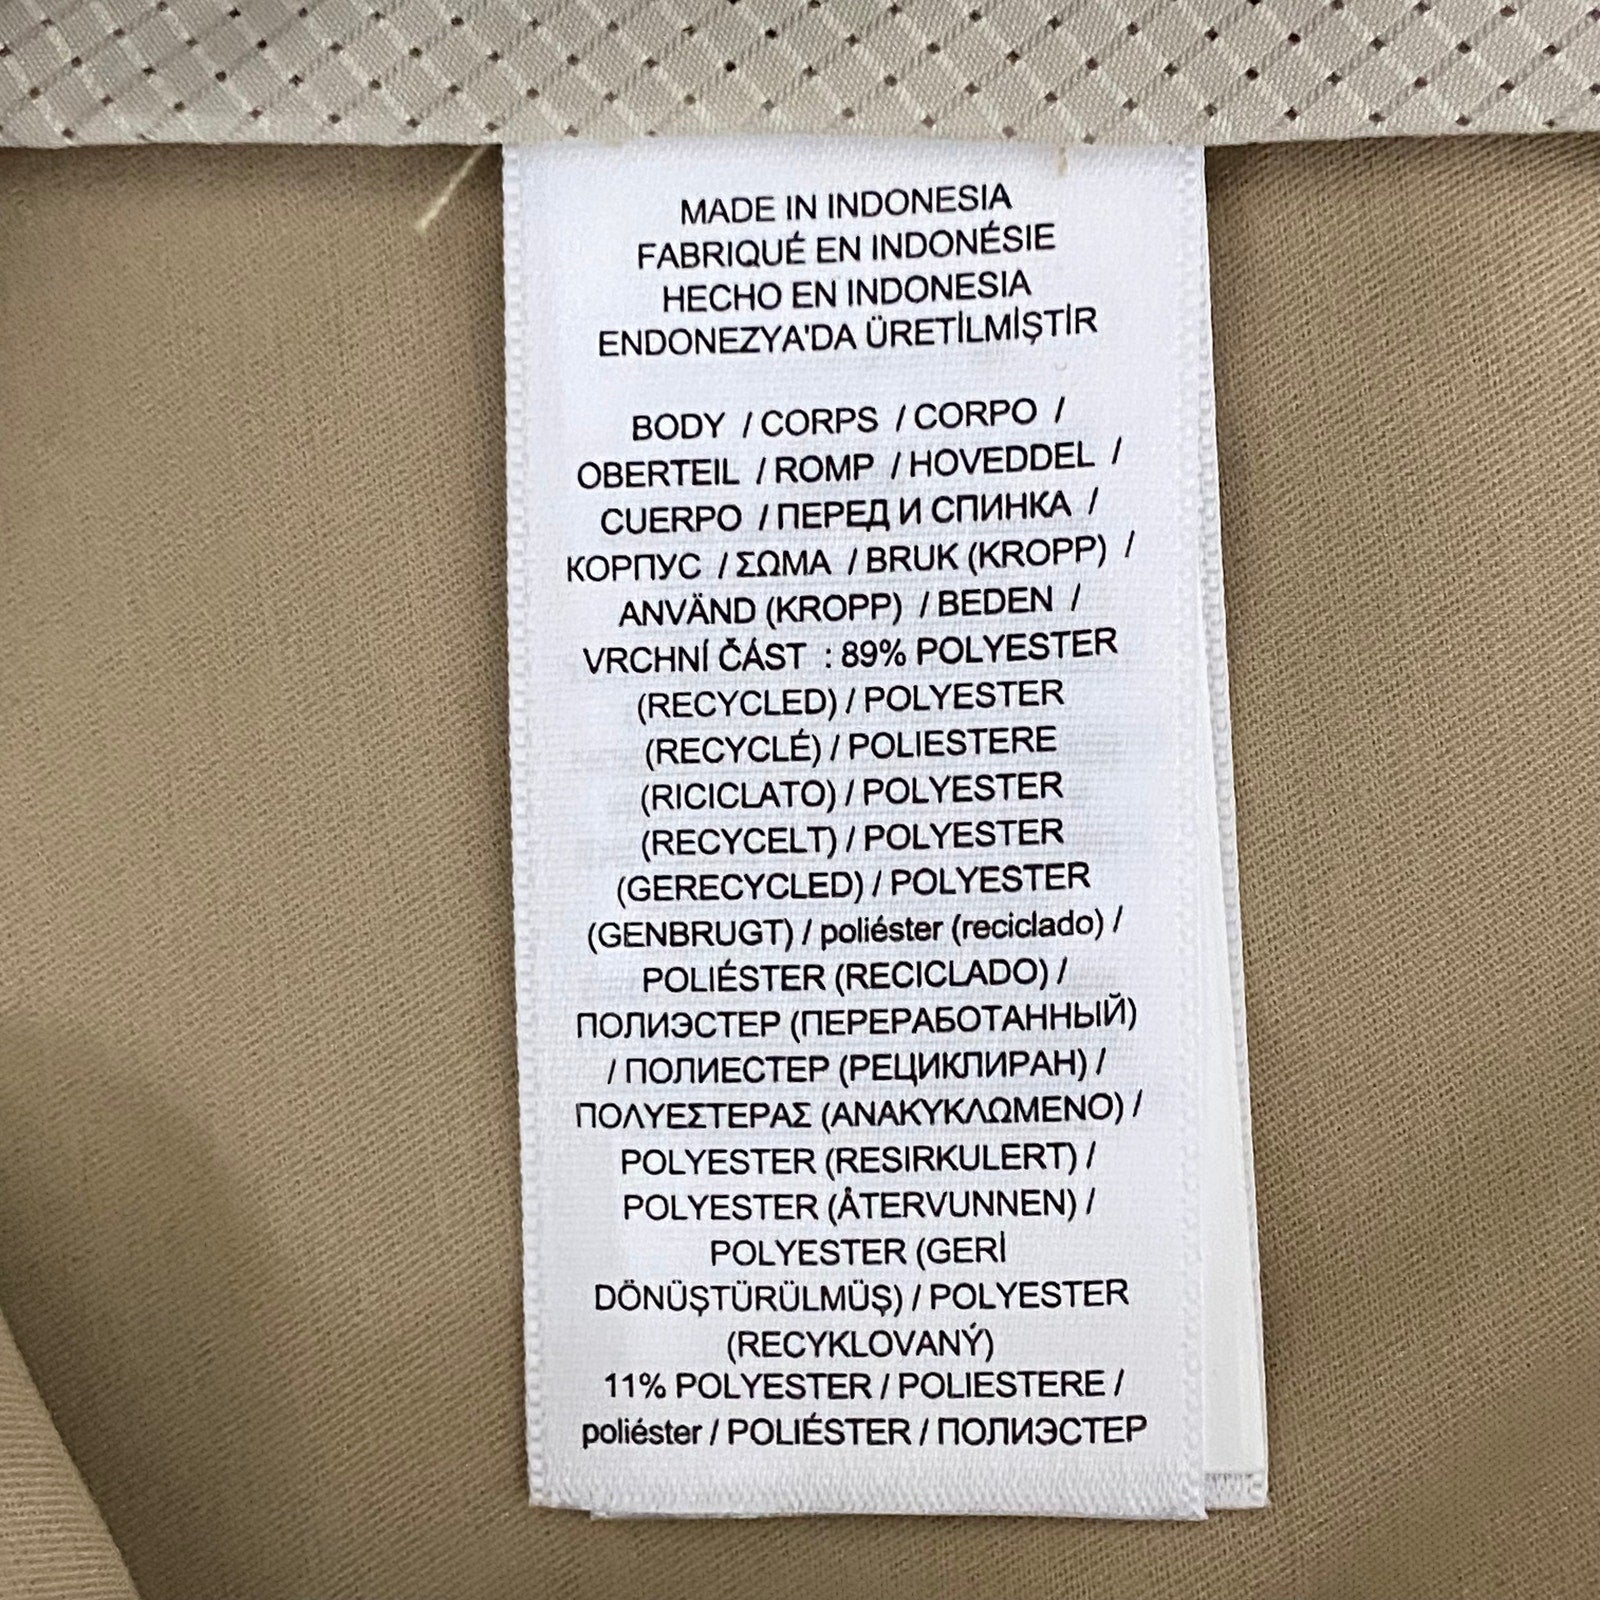 MADE IN INDONESIA
FABRIQUÉ EN INDONÉSIE
HECHO EN INDONESIA
ENDONEZYA'DA ÜRETİLMİŞTİR
BODY / CORPS / CORPO /
OBERTEIL / ROMP / HOVEDDEL /
CUERPO / ПЕРЕД И СПИНКА /
КОРПУС / ΣΩΜΑ / BRUK (KROPP) /
ANVÄND (KROPP) / BEDEN /
VRCHNÍ ČÁST : 89% POLYESTER
(RECYCLED) / POLYESTER
(RECYCLÉ) / POLIESTERE
(RICICLATO) / POLYESTER
(RECYCELT) / POLYESTER
(GERECYCLED) / POLYESTER
(GENBRUGT) / poliéster (reciclado) /
POLIÉSTER (RECICLADO) /
ПОЛИЭСТЕР (ПЕРЕРАБОТАННЫЙ)
/ ПОЛИЕСТЕР (РЕЦИКЛИРАН) /
ΠΟΛΥΕΣΤΕΡΑΣ (ΑΝΑΚΥΚΛΩΜΕΝΟ) /
POLYESTER (RESIRKULERT) /
POLYESTER (ÅTERVUNNEN) /
POLYESTER (GERİ
DÖNÜŞTÜRÜLMÜŞ) / POLYESTER
(RECYKLOVANÝ)
11% POLYESTER / POLIESTERE /
poliéster / POLIÉSTER / ПОЛИЭСТЕР